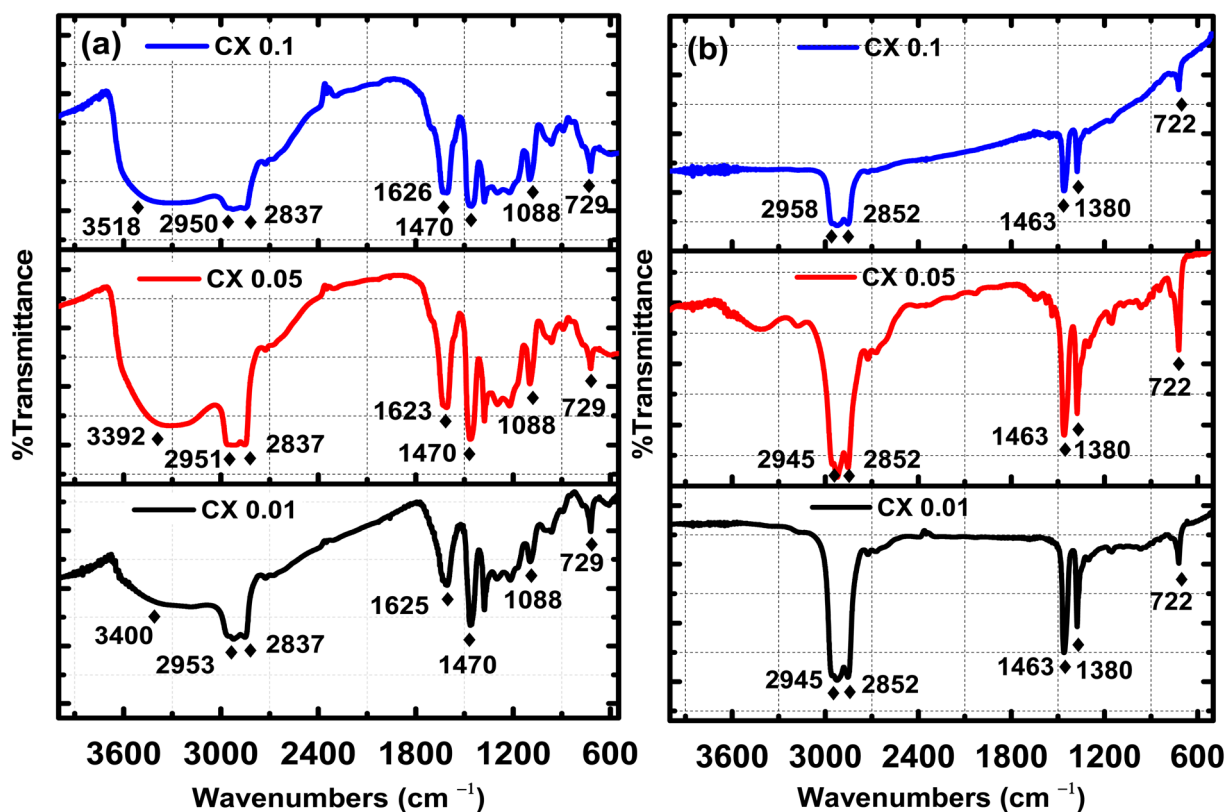 (a)
CX 0.1
3518
2950
2837
1626
1470
1088
729
CX 0.05
3392
2951
2837
1623
1470
1088
729
CX 0.01
3400
2953
2837
1625
1470
1088
729
3600 3000 2400 1800 1200 600
Wavenumbers (cm ⁻¹)
%Transmittance
(b)
CX 0.1
2958
2852
1463
1380
722
CX 0.05
2945
2852
1463
1380
722
CX 0.01
2945
2852
1463
1380
722
3600 3000 2400 1800 1200 600
Wavenumbers (cm ⁻¹)
%Transmittance